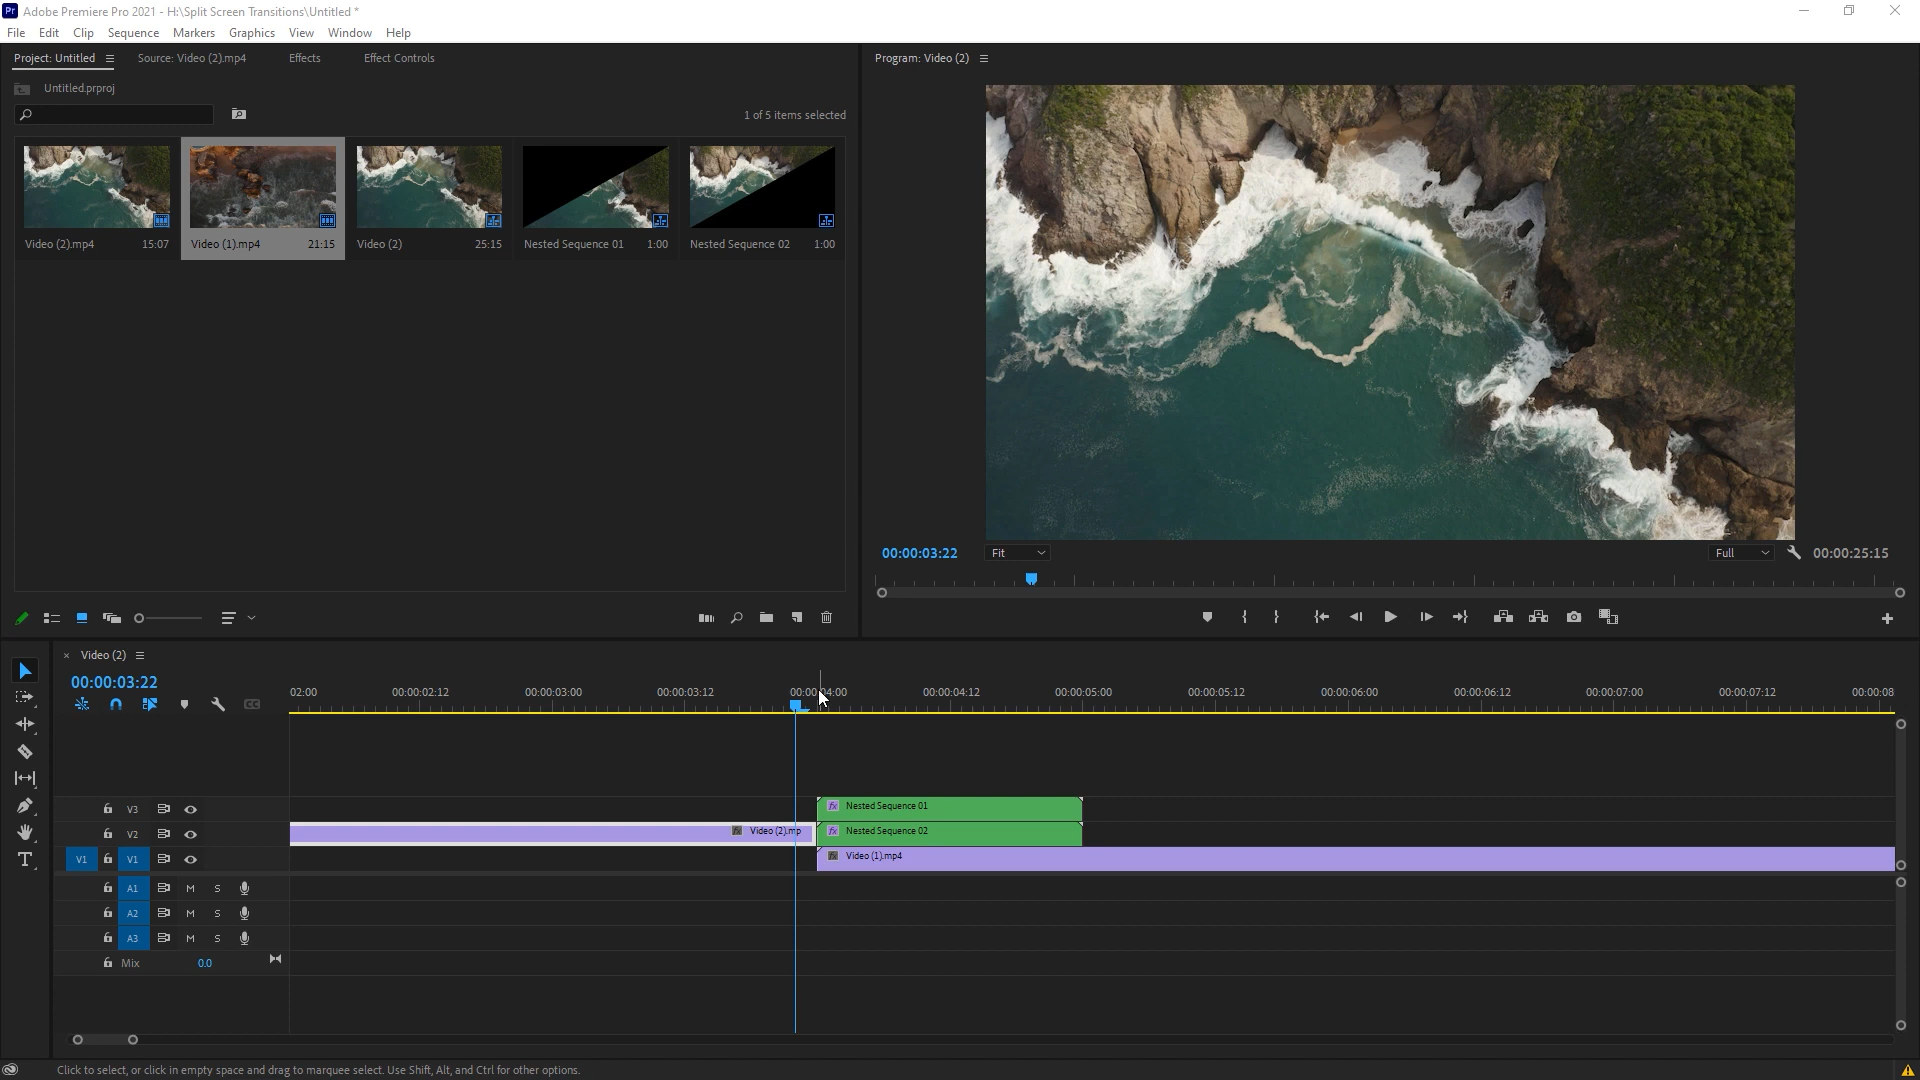 Pr Adobe Premiere Pro 2021 - H:\Split Screen Transitions\Untitled *
File Edit Clip Sequence Markers Graphics View Window Help
Project: Untitled Source: Video (2).mp4 Effects Effect Controls
Untitled.prproj
1 of 5 items selected
Video (2).mp4 15:07 Video (1).mp4 21:15 Video (2) 25:15 Nested Sequence 01 1:00 Nested Sequence 02 1:00
Program: Video (2)
00:00:03:22 Fit Full 00:00:25:15
× Video (2)
00:00:03:22
02:00 00:00:02:12 00:00:03:00 00:00:03:12 00:00:04:00 00:00:04:12 00:00:05:00 00:00:05:12 00:00:06:00 00:00:06:12 00:00:07:00 00:00:07:12 00:00:08
V3 fx Nested Sequence 01
V2 fx Video (2).mp fx Nested Sequence 02
V1 V1 fx Video (1).mp4
A1 M S
A2 M S
A3 M S
Mix 0.0
Click to select, or click in empty space and drag to marquee select. Use Shift, Alt, and Ctrl for other options.